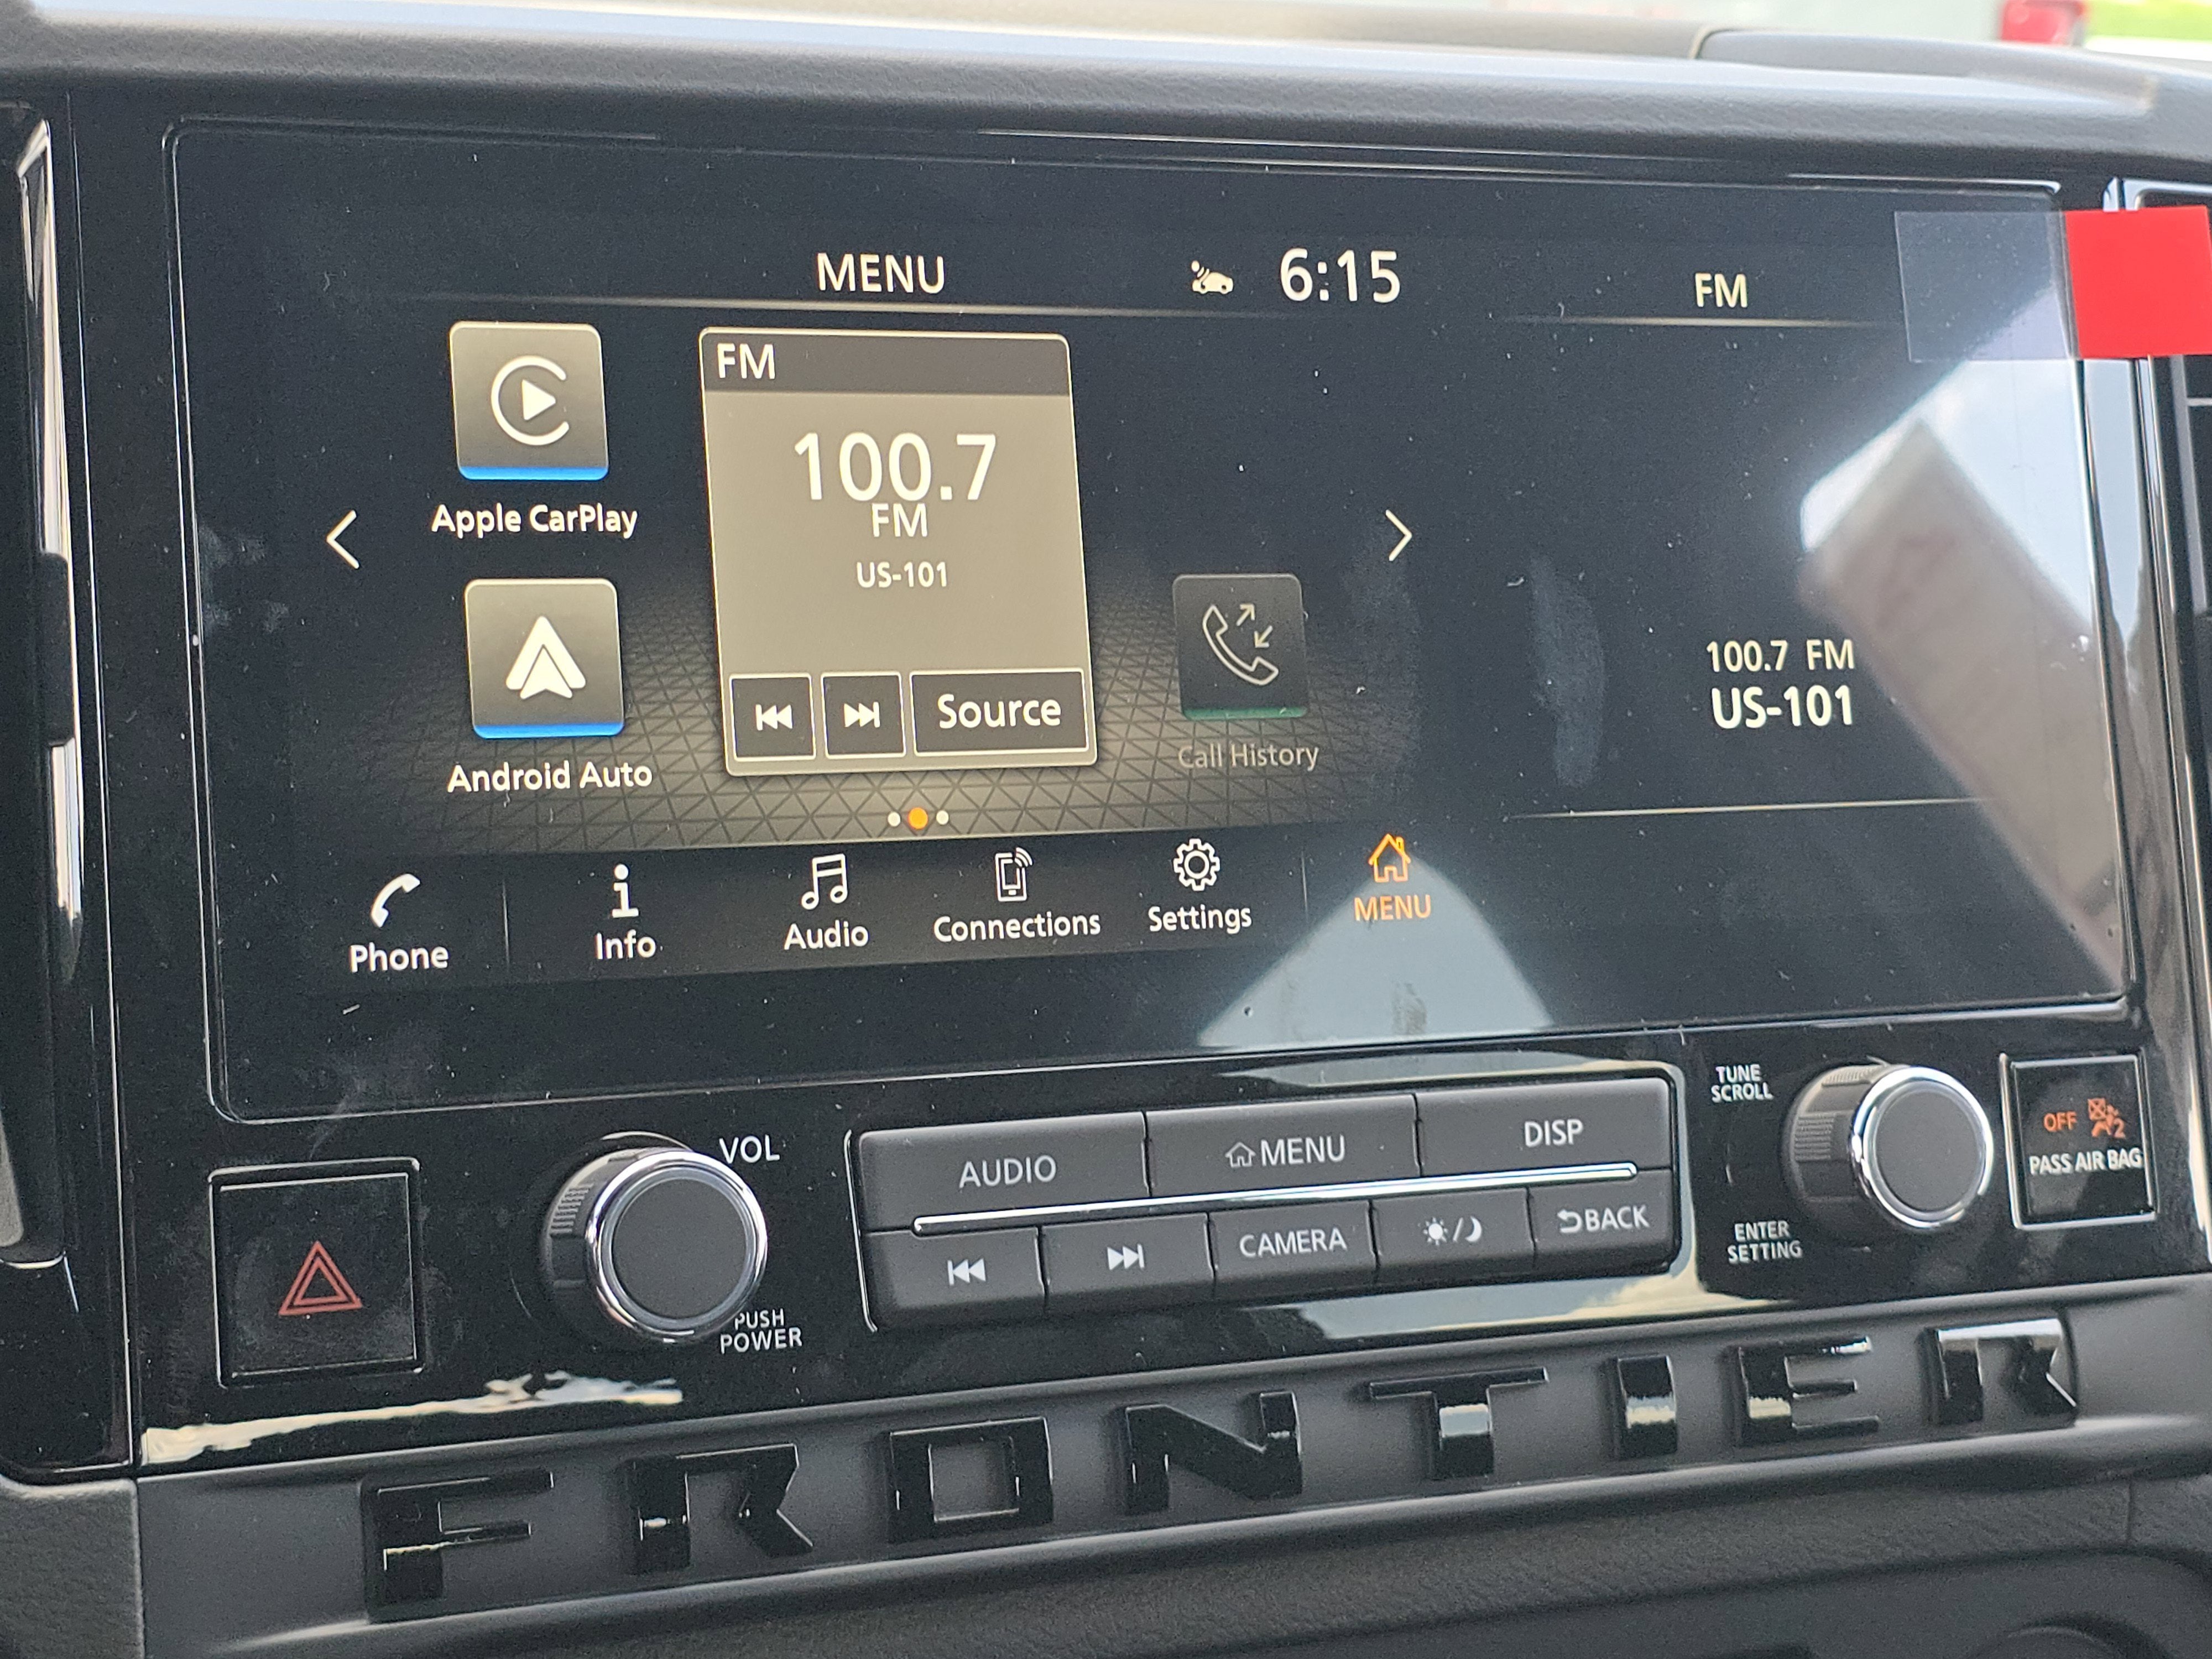 MENU
6:15
FM
Apple CarPlay
FM
100.7
FM
US-101
Source
Android Auto
Call History
100.7 FM
US-101
Phone
Info
Audio
Connections
Settings
MENU
VOL
PUSH
POWER
AUDIO
MENU
DISP
CAMERA
BACK
TUNE
SCROLL
ENTER
SETTING
OFF 2
PASS AIR BAG
FRONTIER